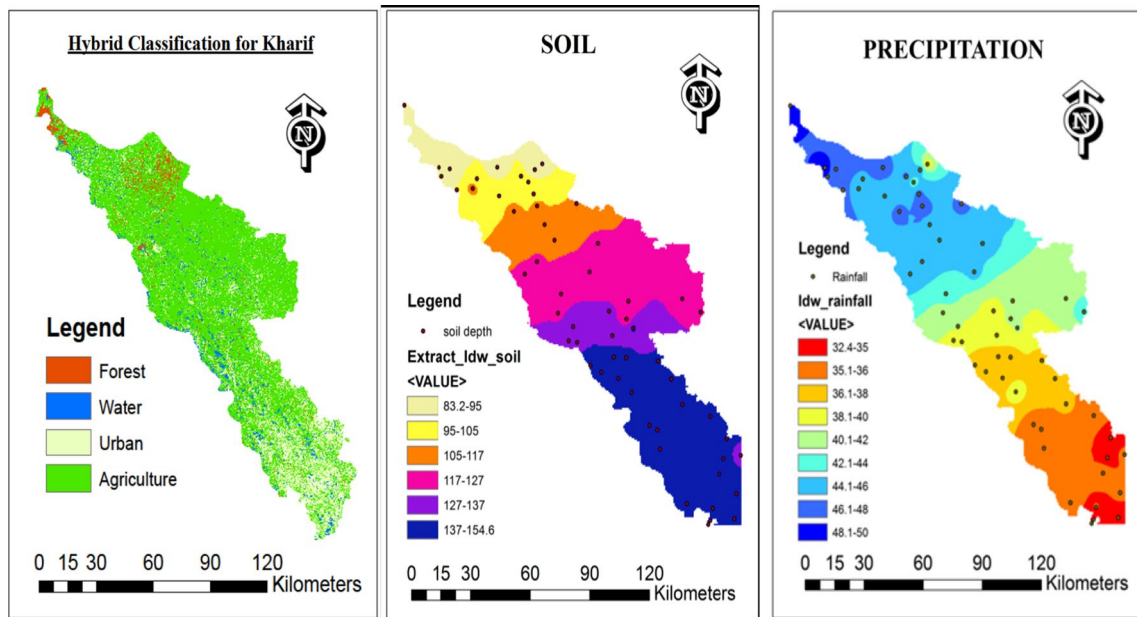 Hybrid Classification for Kharif
N
Legend
Forest
Water
Urban
Agriculture
0 15 30 60 90 120
Kilometers
SOIL
N
Legend
soil depth
Extract_Idw_soil
<VALUE>
83.2-95
95-105
105-117
117-127
127-137
137-154.6
0 15 30 60 90 120
Kilometers
PRECIPITATION
N
Legend
Rainfall
Idw_rainfall
<VALUE>
32.4-35
35.1-36
36.1-38
38.1-40
40.1-42
42.1-44
44.1-46
46.1-48
48.1-50
0 15 30 60 90 120
Kilometers